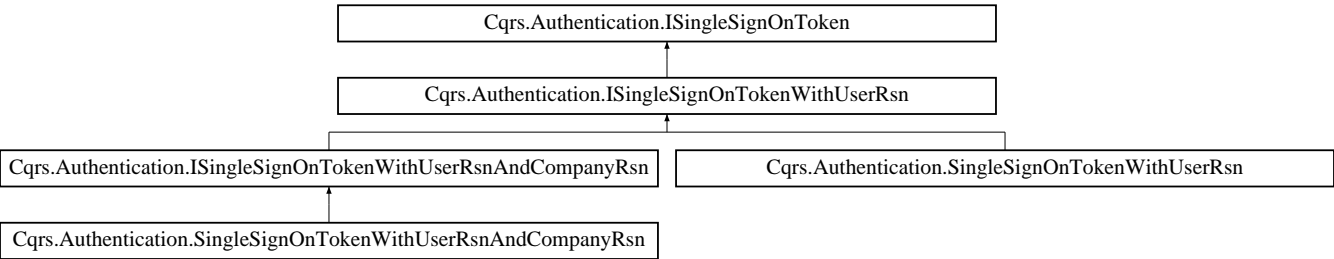 Cqrs.Authentication.ISingleSignOnToken
Cqrs.Authentication.ISingleSignOnTokenWithUserRsn
Cqrs.Authentication.ISingleSignOnTokenWithUserRsnAndCompanyRsn
Cqrs.Authentication.SingleSignOnTokenWithUserRsn
Cqrs.Authentication.SingleSignOnTokenWithUserRsnAndCompanyRsn